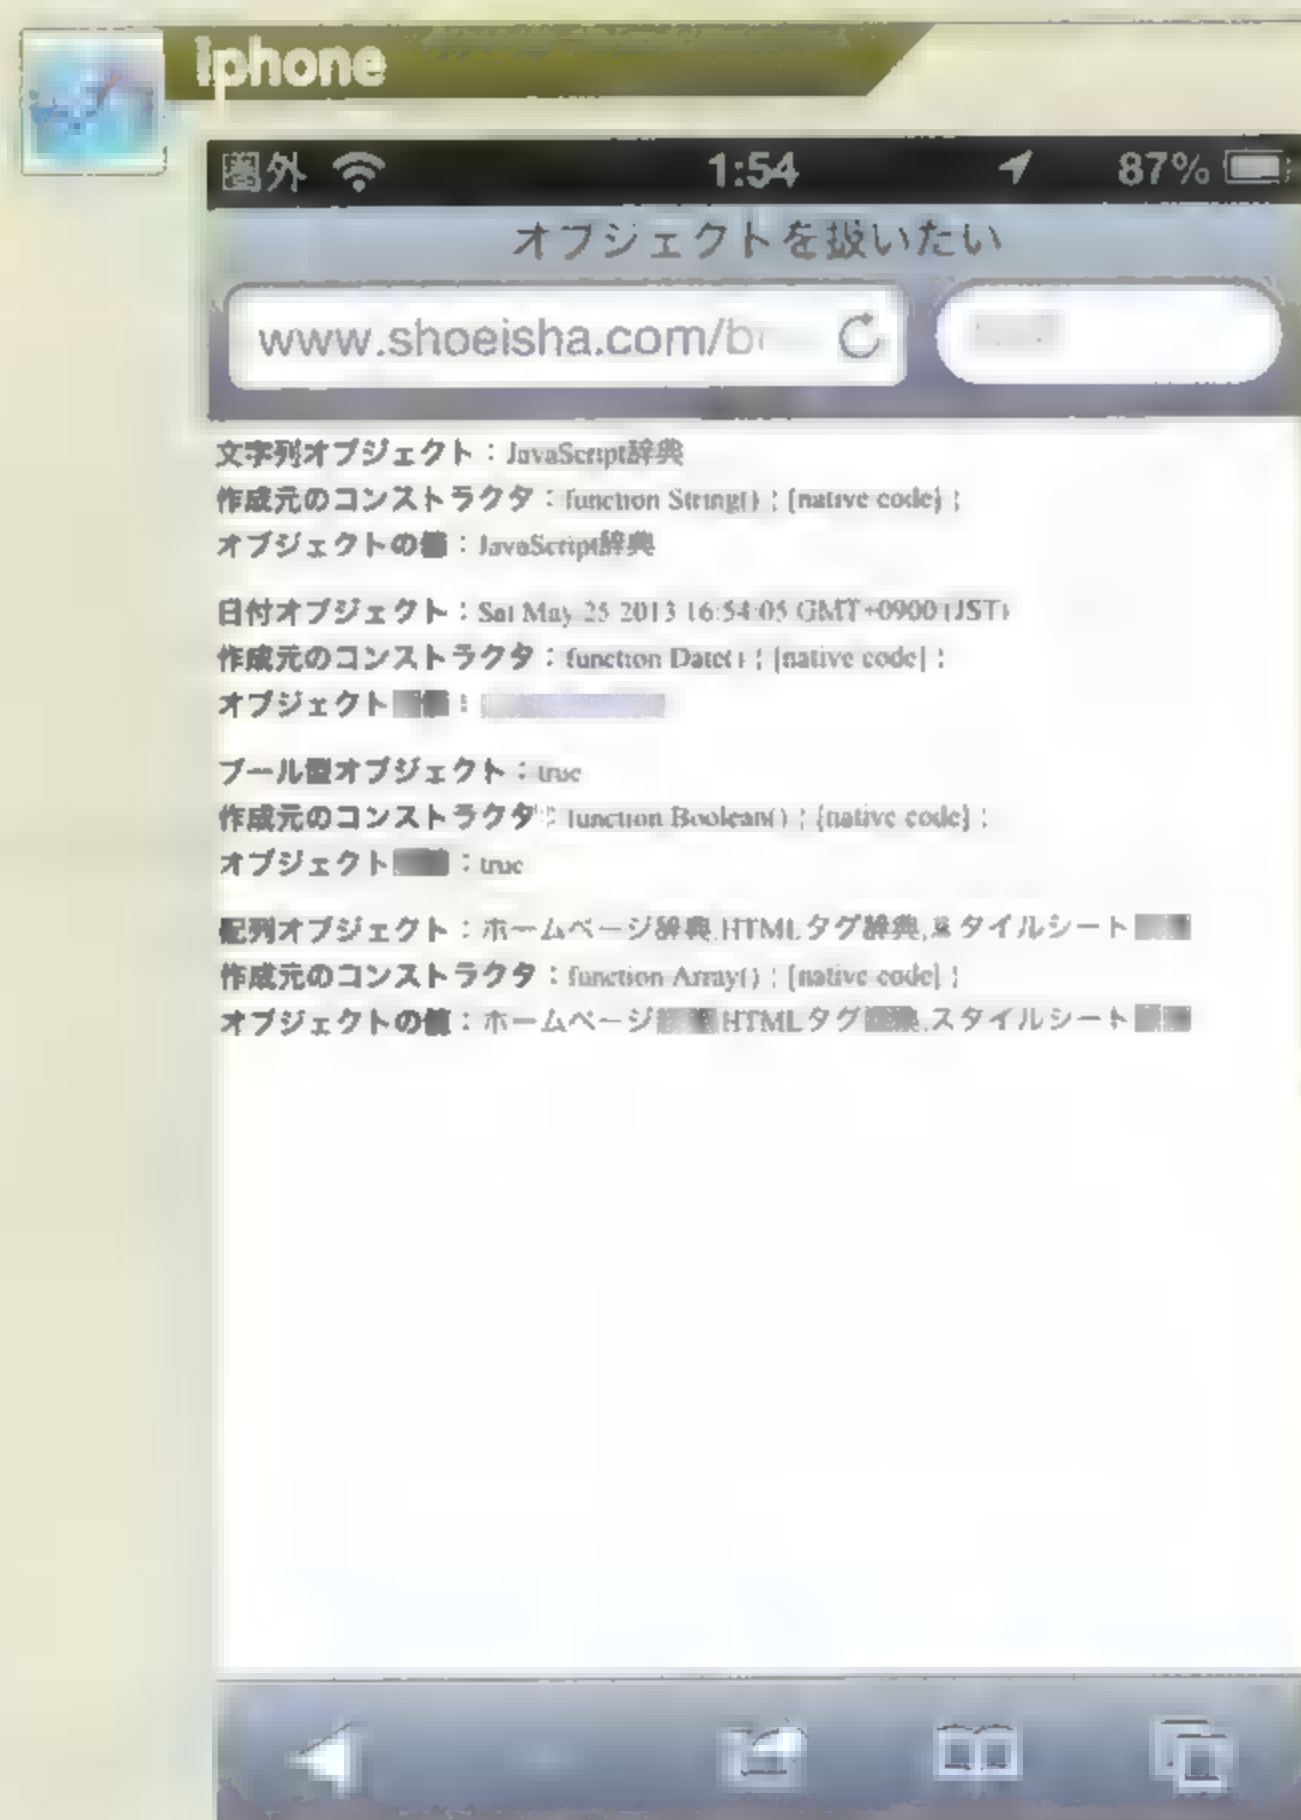 iphone
圏外 1:54 87%
オブジェクトを扱いたい
www.shoeisha.com/b
文字列オブジェクト：JavaScript辞典
作成元のコンストラクタ：function String() { [native code] }
オブジェクトの値：JavaScript辞典
日付オブジェクト：Sat May 25 2013 16:54:05 GMT+0900 (JST)
作成元のコンストラクタ：function Date() { [native code] }
オブジェクト：
ブール型オブジェクト：true
作成元のコンストラクタ：function Boolean() { [native code] }
オブジェクト：true
配列オブジェクト：ホームページ辞典,HTMLタグ辞典,スタイルシート
作成元のコンストラクタ：function Array() { [native code] }
オブジェクトの値：ホームページ HTMLタグ ,スタイルシート